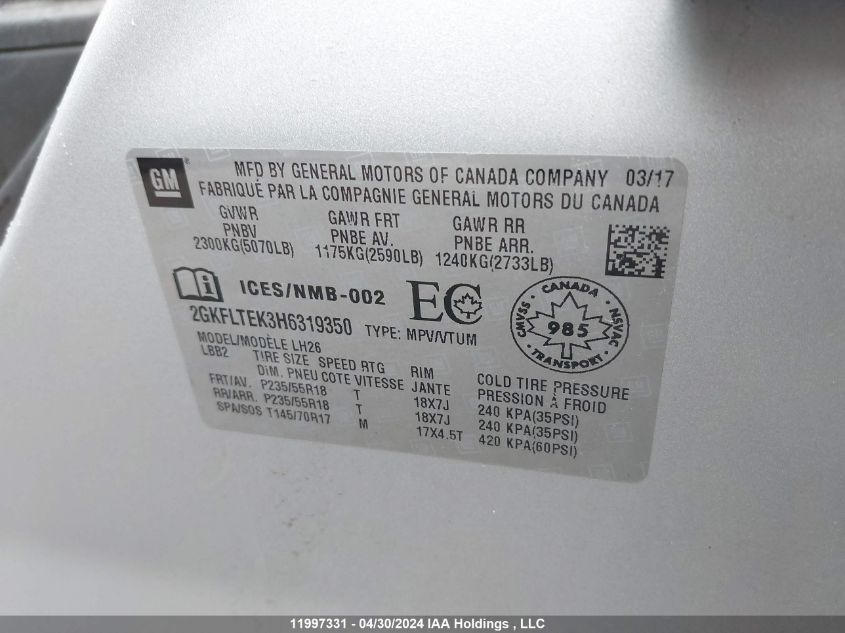 GM
MFD BY GENERAL MOTORS OF CANADA COMPANY 03/17
FABRIQUÉ PAR LA COMPAGNIE GENERAL MOTORS DU CANADA
GVWR GAWR FRT GAWR RR
PNBV PNBE AV. PNBE ARR.
2300KG(5070LB) 1175KG(2590LB) 1240KG(2733LB)
ICES/NMB-002 EC
CANADA
CMVSS 985 NSVAC
TRANSPORT
2GKFLTEK3H6319350 TYPE: MPV/VTUM
MODEL/MODÈLE LH26
LBB2 TIRE SIZE SPEED RTG RIM COLD TIRE PRESSURE
DIM. PNEU COTE VITESSE JANTE PRESSION À FROID
FRT/AV. P235/55R18 T 18X7J 240 KPA(35PSI)
RR/ARR. P235/55R18 T 18X7J 240 KPA(35PSI)
SPA/SOS T145/70R17 M 17X4.5T 420 KPA(60PSI)
11997331 - 04/30/2024 IAA Holdings , LLC